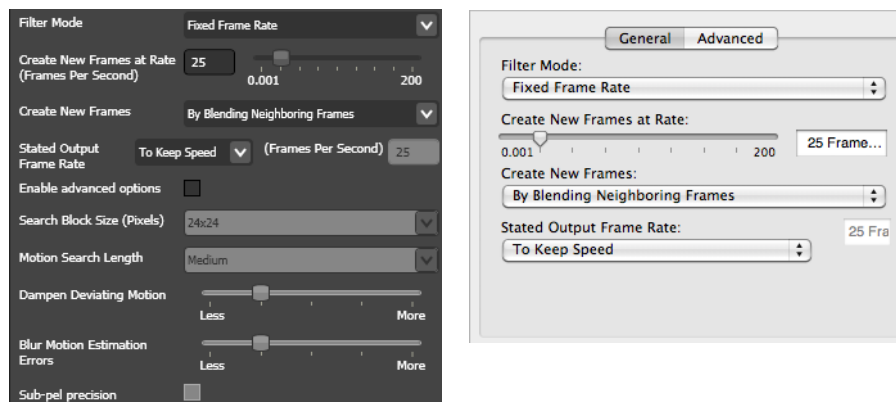 Filter Mode
Fixed Frame Rate
Create New Frames at Rate
(Frames Per Second)
25
0.001
200
Create New Frames
By Blending Neighboring Frames
Stated Output
Frame Rate
To Keep Speed
(Frames Per Second)
25
Enable advanced options
Search Block Size (Pixels)
24x24
Motion Search Length
Medium
Dampen Deviating Motion
Less
More
Blur Motion Estimation
Errors
Less
More
Sub-pel precision
General
Advanced
Filter Mode:
Fixed Frame Rate
Create New Frames at Rate:
0.001
200
25 Frame...
Create New Frames:
By Blending Neighboring Frames
Stated Output Frame Rate:
To Keep Speed
25 Fra